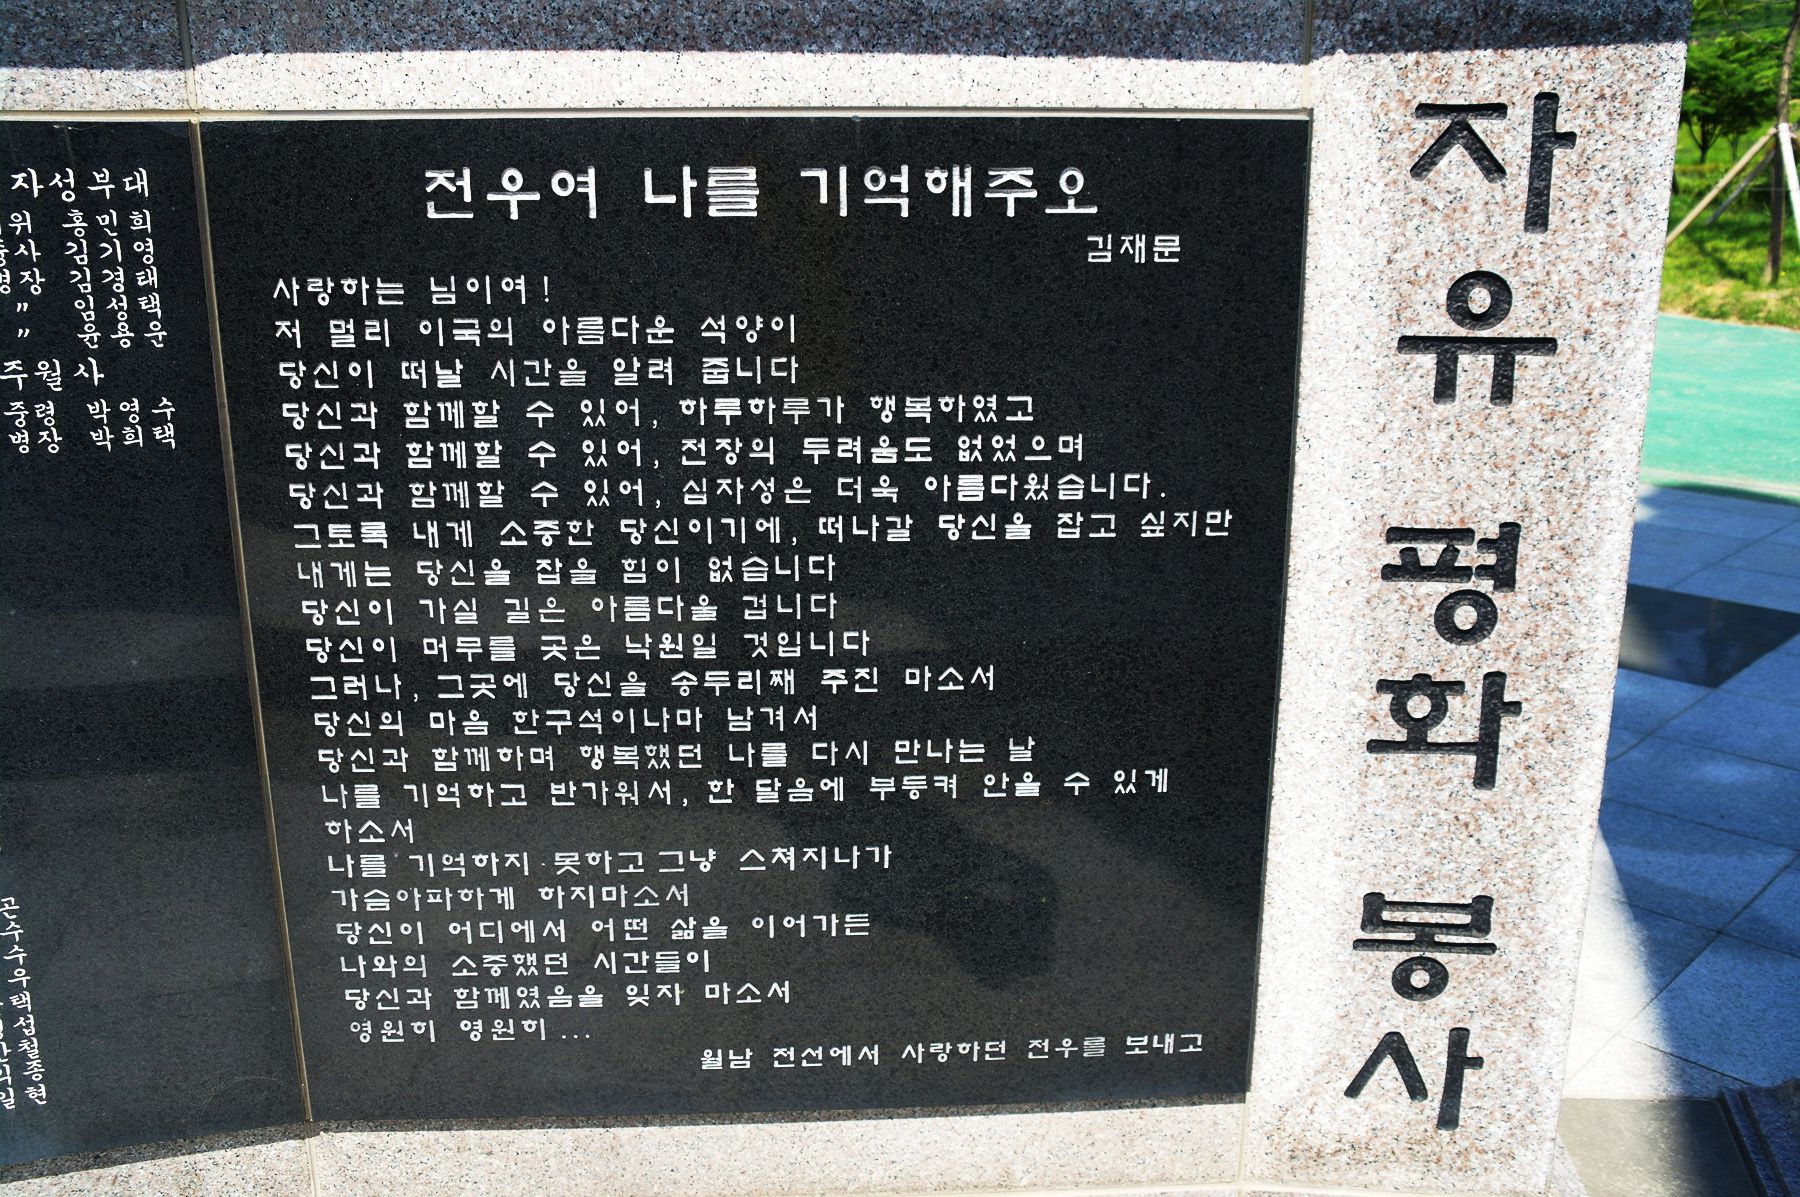 자성부대
위 홍민희
사 김기영
병장 김경태
〃 임성택
〃 윤용운
주월사
중령 박영수
병장 박희택
전우여 나를 기억해주오
김재문
사랑하는 님이여!
저 멀리 이국의 아름다운 석양이
당신이 떠날 시간을 알려 줍니다
당신과 함께할 수 있어, 하루하루가 행복하였고
당신과 함께할 수 있어, 전장의 두려움도 없었으며
당신과 함께할 수 있어, 십자성은 더욱 아름다웠습니다.
그토록 내게 소중한 당신이기에, 떠나갈 당신을 잡고 싶지만
내게는 당신을 잡을 힘이 없습니다
당신이 가실 길은 아름다울 겁니다
당신이 머무를 곳은 낙원일 것입니다
그러나, 그곳에 당신을 송두리째 주진 마소서
당신의 마음 한구석이나마 남겨서
당신과 함께하며 행복했던 나를 다시 만나는 날
나를 기억하고 반가워서, 한 달음에 부등켜 안을 수 있게
하소서
나를 기억하지 못하고 그냥 스쳐지나가
가슴아파하게 하지마소서
당신이 어디에서 어떤 삶을 이어가든
나와의 소중했던 시간들이
당신과 함께였음을 잊자 마소서
영원히 영원히...
월남 전선에서 사랑하던 전우를 보내고
자유 평화 봉사